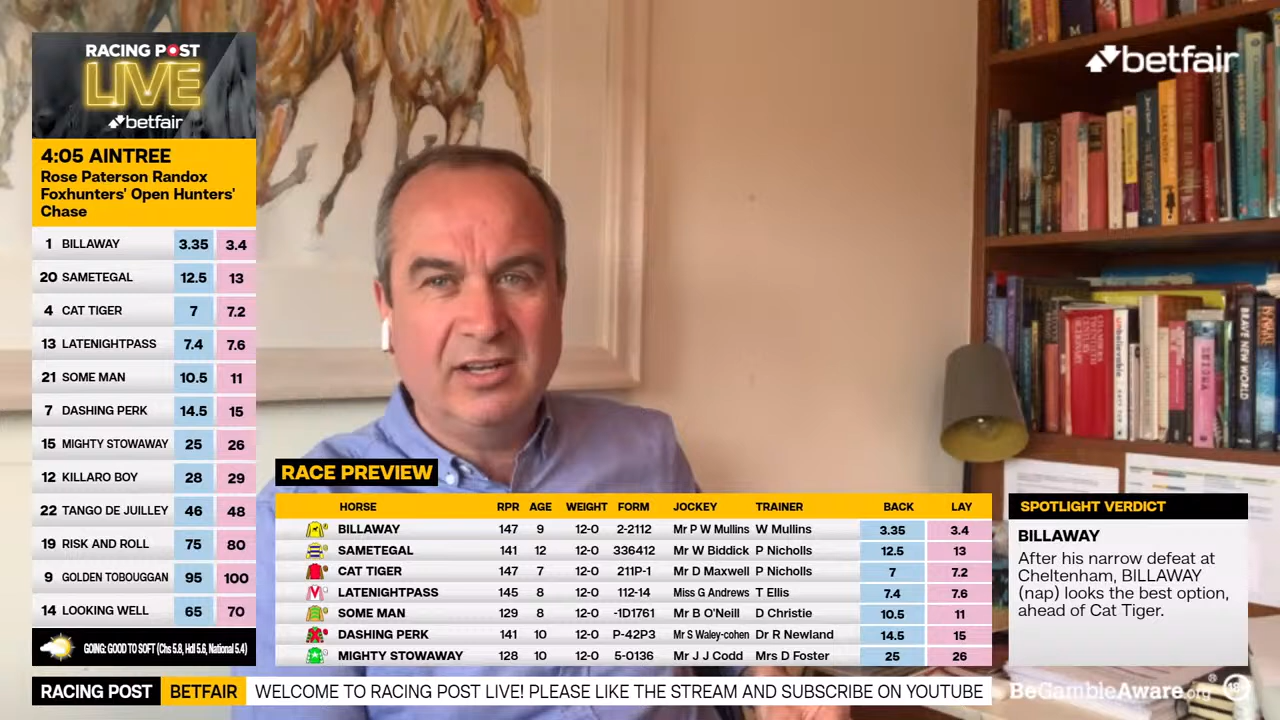 RACING POST
LIVE
betfair
4:05 AINTREE
Rose Paterson Randox
Foxhunters' Open Hunters'
Chase
1 BILLAWAY 3.35 3.4
20 SAMETEGAL 12.5 13
4 CAT TIGER 7 7.2
13 LATENIGHTPASS 7.4 7.6
21 SOME MAN 10.5 11
7 DASHING PERK 14.5 15
15 MIGHTY STOWAWAY 25 26
12 KILLARO BOY 28 29
22 TANGO DE JUILLEY 46 48
19 RISK AND ROLL 75 80
9 GOLDEN TOBOUGGAN 95 100
14 LOOKING WELL 65 70
GOING: GOOD TO SOFT (Chs 5.8, Hdl 5.6, National 5.4)
betfair
BRAVE NEW WORLD
RACE PREVIEW
HORSE RPR AGE WEIGHT FORM JOCKEY TRAINER BACK LAY
BILLAWAY 147 9 12-0 2-2112 Mr P W Mullins W Mullins 3.35 3.4
SAMETEGAL 141 12 12-0 336412 Mr W Biddick P Nicholls 12.5 13
CAT TIGER 147 7 12-0 211P-1 Mr D Maxwell P Nicholls 7 7.2
LATENIGHTPASS 145 8 12-0 112-14 Miss G Andrews T Ellis 7.4 7.6
SOME MAN 129 8 12-0 -1D1761 Mr B O'Neill D Christie 10.5 11
DASHING PERK 141 10 12-0 P-42P3 Mr S Waley-cohen Dr R Newland 14.5 15
MIGHTY STOWAWAY 128 10 12-0 5-0136 Mr J J Codd Mrs D Foster 25 26
SPOTLIGHT VERDICT
BILLAWAY
After his narrow defeat at
Cheltenham, BILLAWAY
(nap) looks the best option,
ahead of Cat Tiger.
RACING POST BETFAIR WELCOME TO RACING POST LIVE! PLEASE LIKE THE STREAM AND SUBSCRIBE ON YOUTUBE
BeGambleAware.org® 18